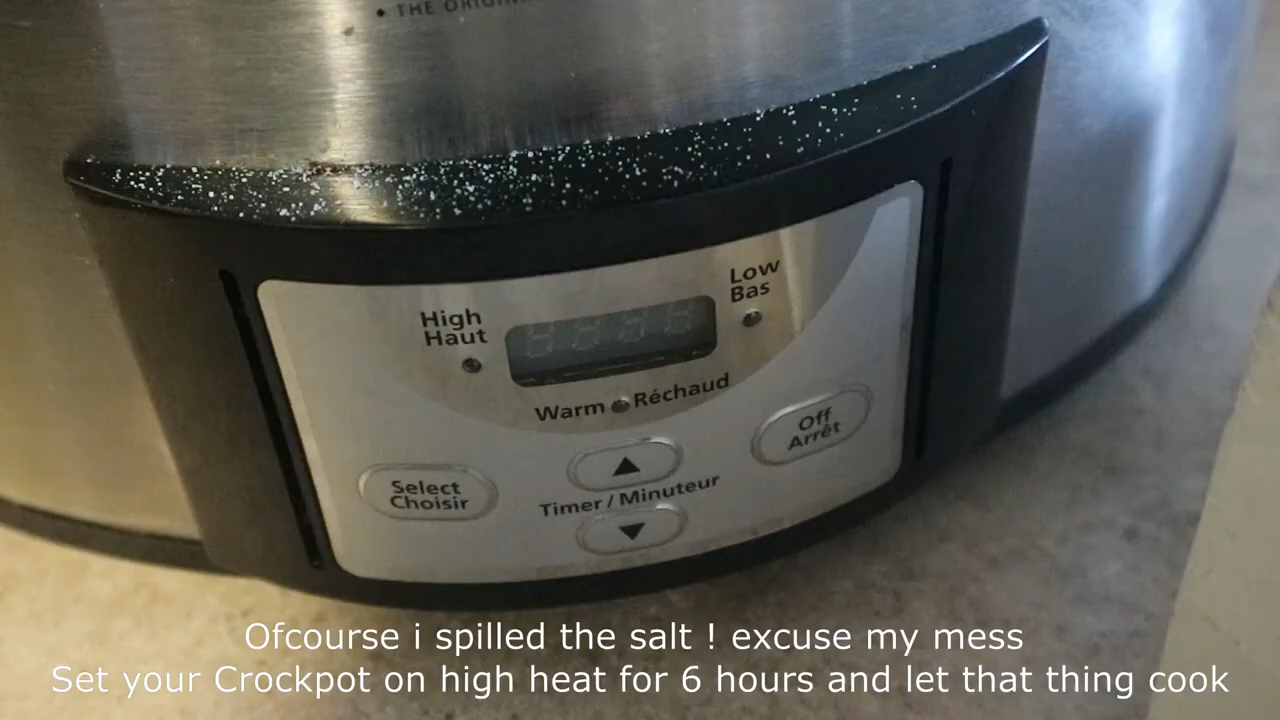 • THE ORIGINAL
Low
Bas
High
Haut
Warm Réchaud
Off
Arrêt
Select
Choisir
Timer / Minuteur
Ofcourse i spilled the salt ! excuse my mess
Set your Crockpot on high heat for 6 hours and let that thing cook